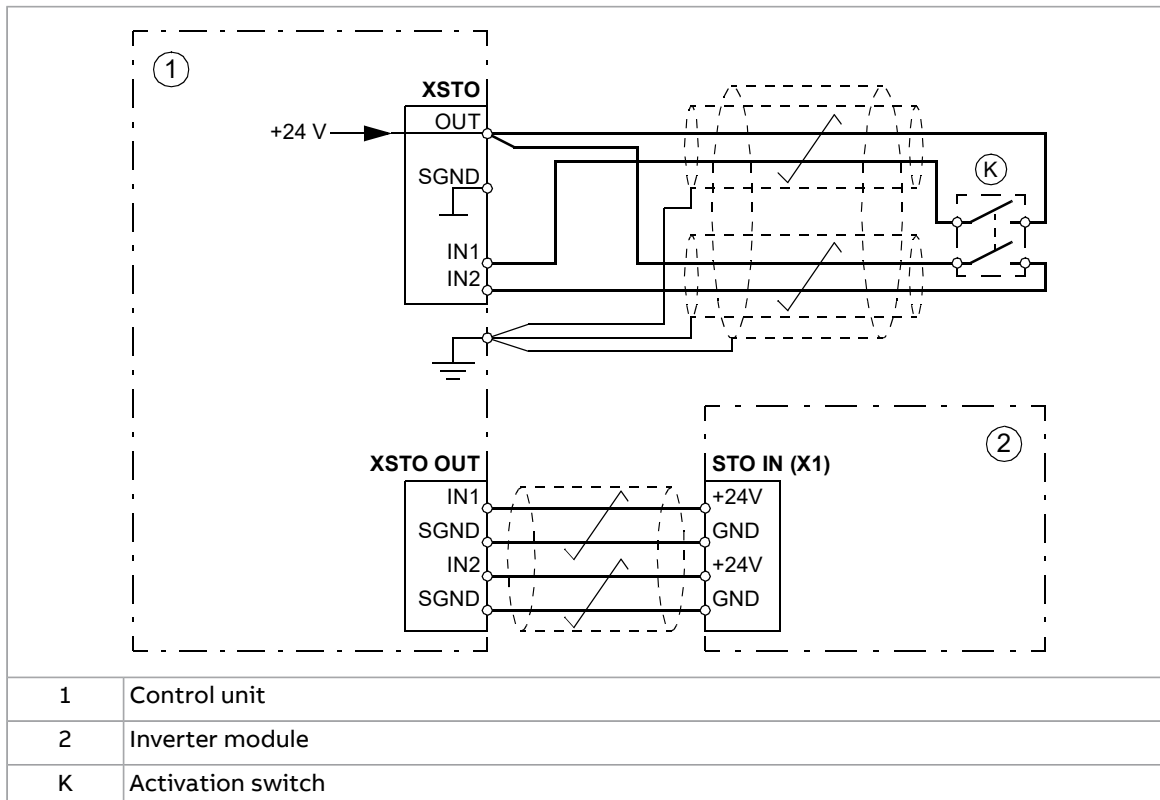 1
XSTO
OUT
+24 V
SGND
K
IN1
IN2
2
XSTO OUT
STO IN (X1)
IN1
+24V
SGND
GND
IN2
+24V
SGND
GND
1 Control unit
2 Inverter module
K Activation switch